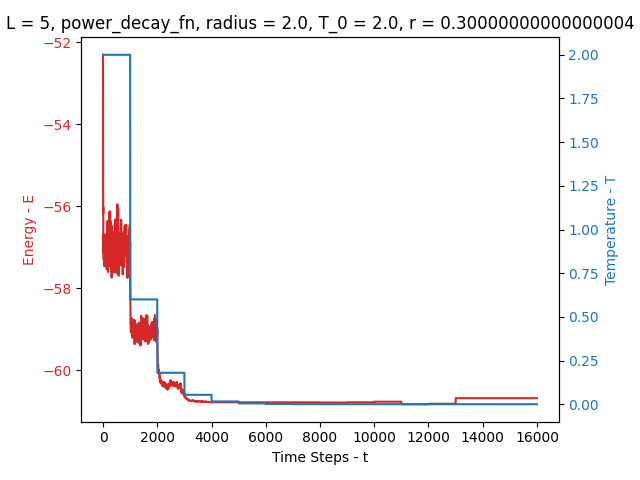 L = 5, power_decay_fn, radius = 2.0, T_0 = 2.0, r = 0.30000000000000004
−52
−54
−56
−58
−60
Energy - E
2.00
1.75
1.50
1.25
1.00
0.75
0.50
0.25
0.00
Temperature - T
0 2000 4000 6000 8000 10000 12000 14000 16000
Time Steps - t